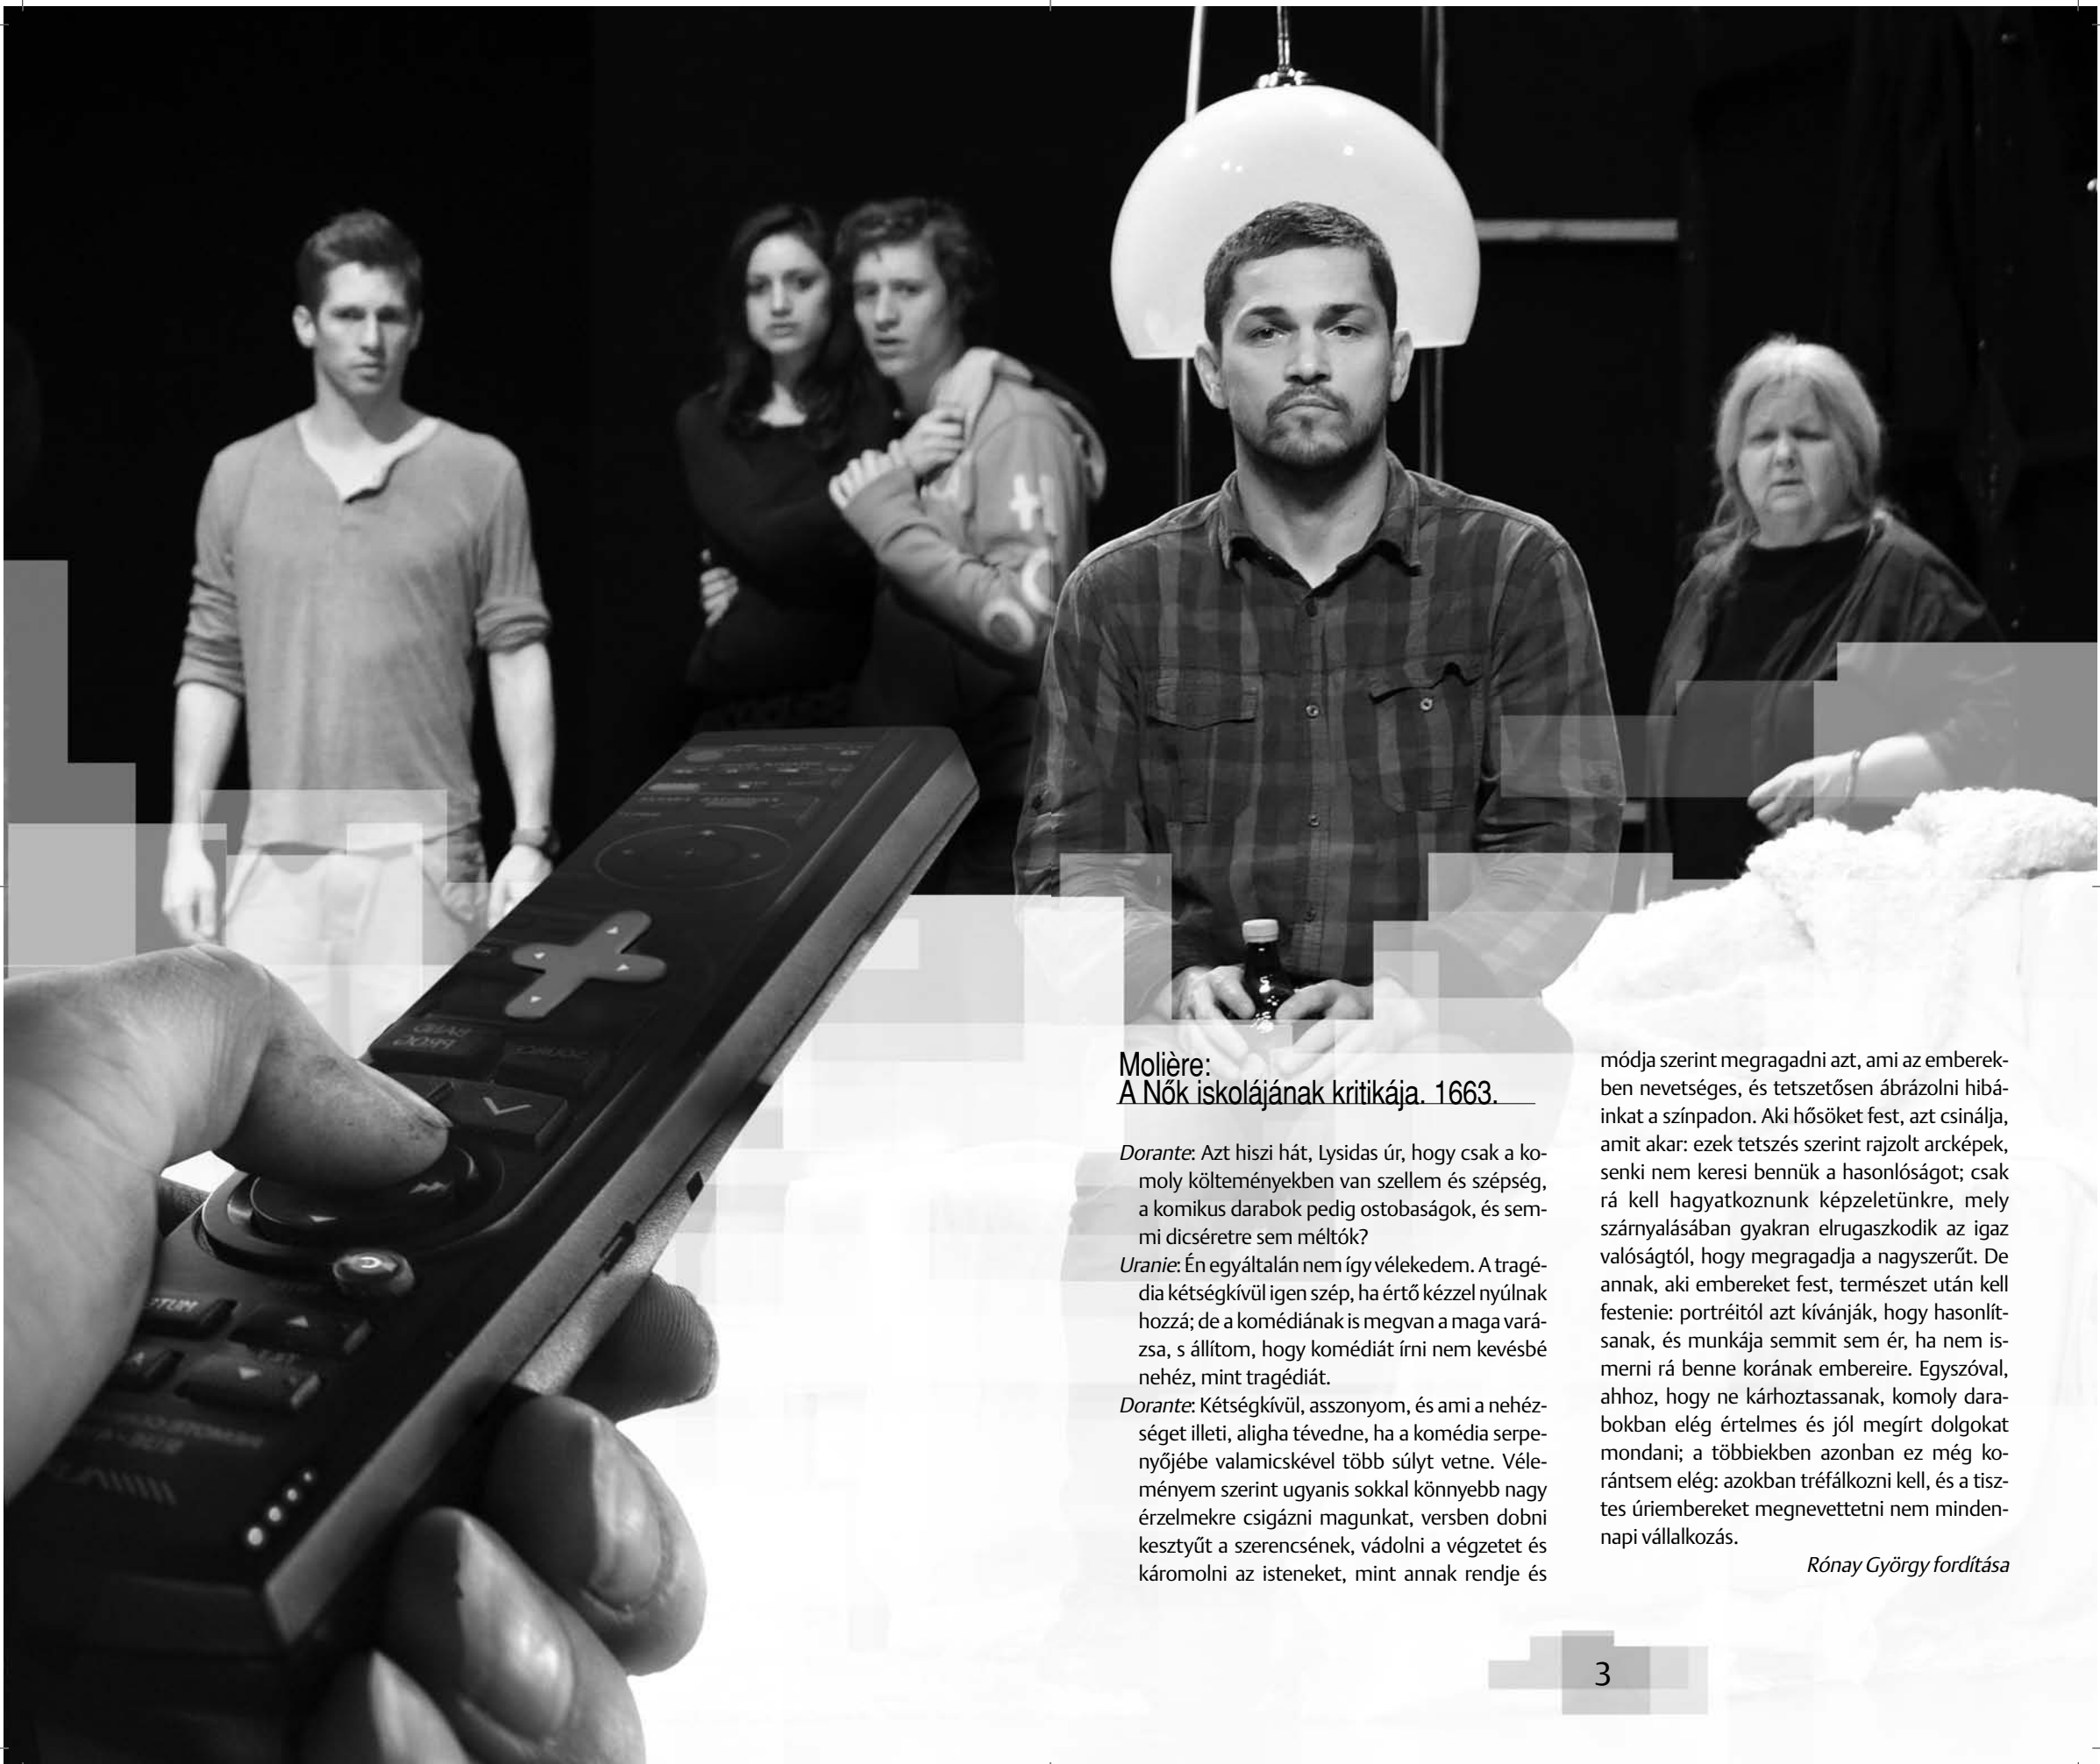 Molière:
A Nők iskolájának kritikája. 1663.
Dorante: Azt hiszi hát, Lysidas úr, hogy csak a ko-
moly költeményekben van szellem és szépség,
a komikus darabok pedig ostobaságok, és sem-
mi dicséretre sem méltók?
Uranie: Én egyáltalán nem így vélekedem. A tragé-
dia kétségkívül igen szép, ha értő kézzel nyúlnak
hozzá; de a komédiának is megvan a maga vará-
zsa, s állítom, hogy komédiát írni nem kevésbé
nehéz, mint tragédiát.
Dorante: Kétségkívül, asszonyom, és ami a nehéz-
séget illeti, aligha tévedne, ha a komédia serpe-
nyőjébe valamicskével több súlyt vetne. Véle-
ményem szerint ugyanis sokkal könnyebb nagy
érzelmekre csigázni magunkat, versben dobni
kesztyűt a szerencsének, vádolni a végzetet és
káromolni az isteneket, mint annak rendje és
módja szerint megragadni azt, ami az emberek-
ben nevetséges, és tetszetősen ábrázolni hibá-
inkat a színpadon. Aki hősöket fest, azt csinálja,
amit akar: ezek tetszés szerint rajzolt arcképek,
senki nem keresi bennük a hasonlóságot; csak
rá kell hagyatkoznunk képzeletünkre, mely
szárnyalásában gyakran elrugaszkodik az igaz
valóságtól, hogy megragadja a nagyszerűt. De
annak, aki embereket fest, természet után kell
festenie: portréitól azt kívánják, hogy hasonlít-
sanak, és munkája semmit sem ér, ha nem is-
merni rá benne korának embereire. Egyszóval,
ahhoz, hogy ne kárhoztassanak, komoly dara-
bokban elég értelmes és jól megírt dolgokat
mondani; a többiekben azonban ez még ko-
rántsem elég: azokban tréfálkozni kell, és a tisz-
tes úriembereket megnevettetni nem minden-
napi vállalkozás.
Rónay György fordítása
3